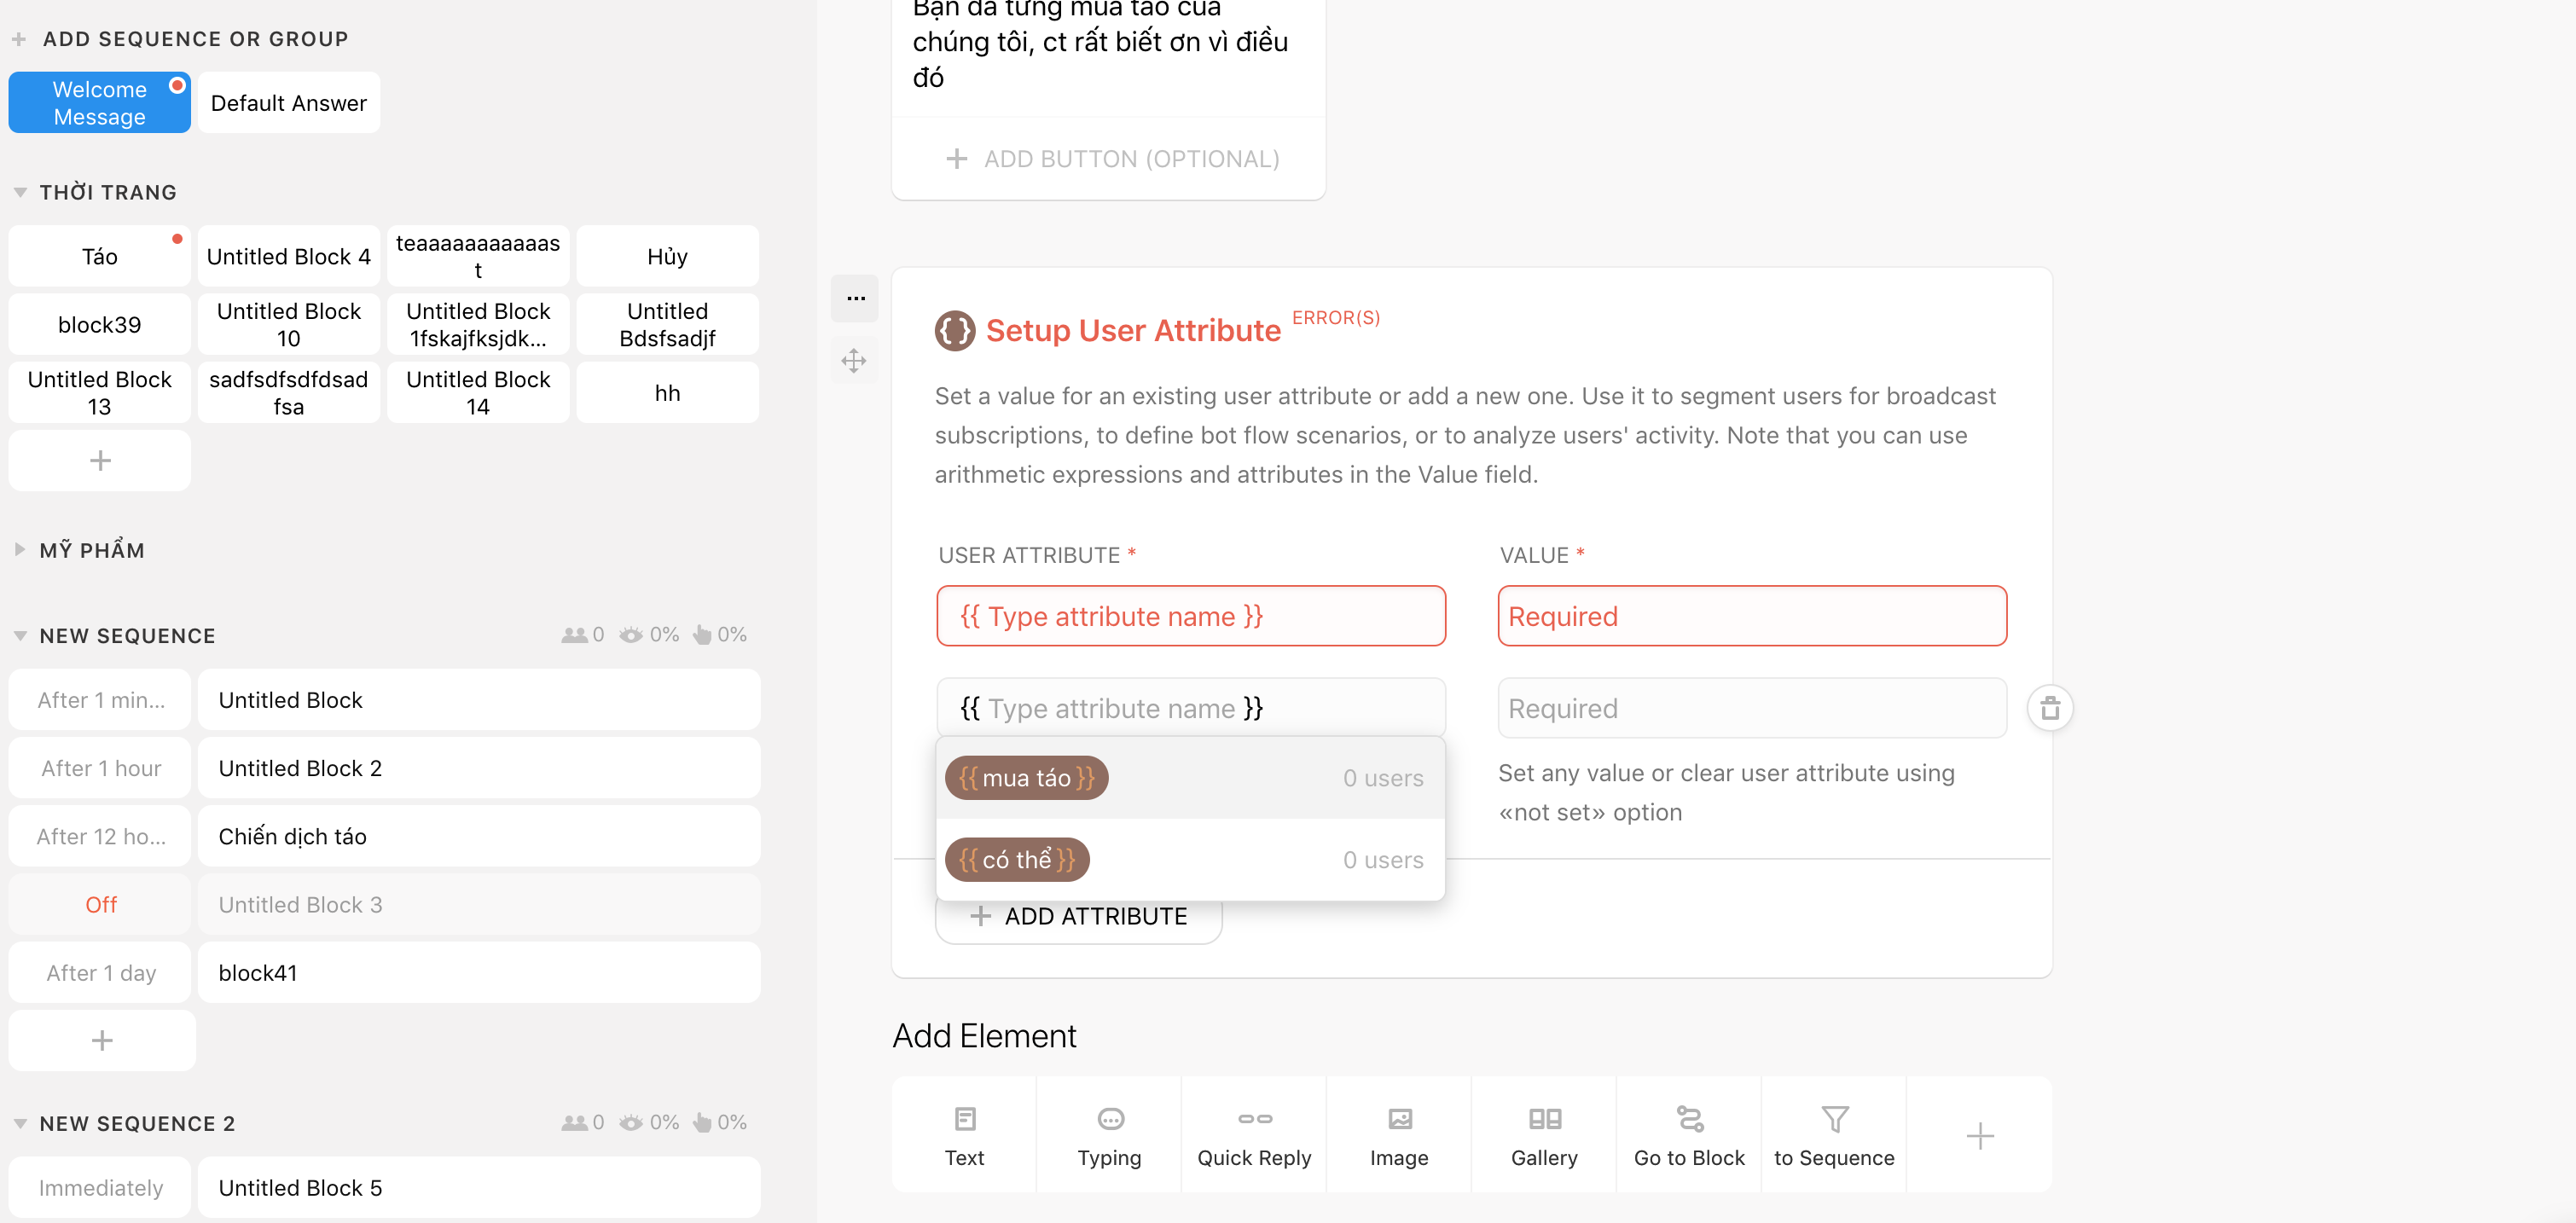 ADD SEQUENCE OR GROUP
Welcome
Message
Default Answer
THỜI TRANG
Táo
Untitled Block 4
teaaaaaaaaaaas
t
Hủy
block39
Untitled Block
10
Untitled Block
1fskajfksjdk...
Untitled
Bdsfsadjf
Untitled Block
13
sadfsdfsdfdsad
fsa
Untitled Block
14
hh
MỸ PHẨM
NEW SEQUENCE
0 0% 0%
After 1 min...
Untitled Block
After 1 hour
Untitled Block 2
After 12 ho...
Chiến dịch táo
Off
Untitled Block 3
After 1 day
block41
NEW SEQUENCE 2
0 0% 0%
Immediately
Untitled Block 5
Bạn đã từng mua táo của
chúng tôi, ct rất biết ơn vì điều
đó
ADD BUTTON (OPTIONAL)
{} Setup User Attribute ERROR(S)
Set a value for an existing user attribute or add a new one. Use it to segment users for broadcast
subscriptions, to define bot flow scenarios, or to analyze users' activity. Note that you can use
arithmetic expressions and attributes in the Value field.
USER ATTRIBUTE *
VALUE *
{{ Type attribute name }}
Required
{{ Type attribute name }}
Required
{{ mua táo }}
0 users
{{ có thể }}
0 users
Set any value or clear user attribute using
«not set» option
ADD ATTRIBUTE
Add Element
Text
Typing
Quick Reply
Image
Gallery
Go to Block
to Sequence